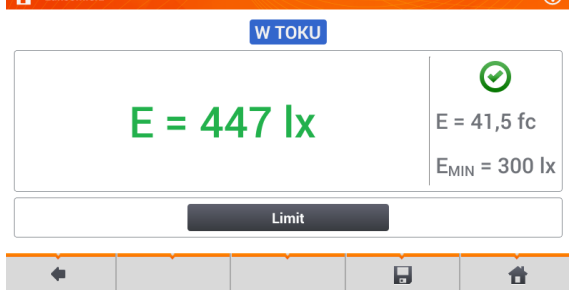 W TOKU
E = 447 lx
E = 41,5 fc
EMIN = 300 lx
Limit